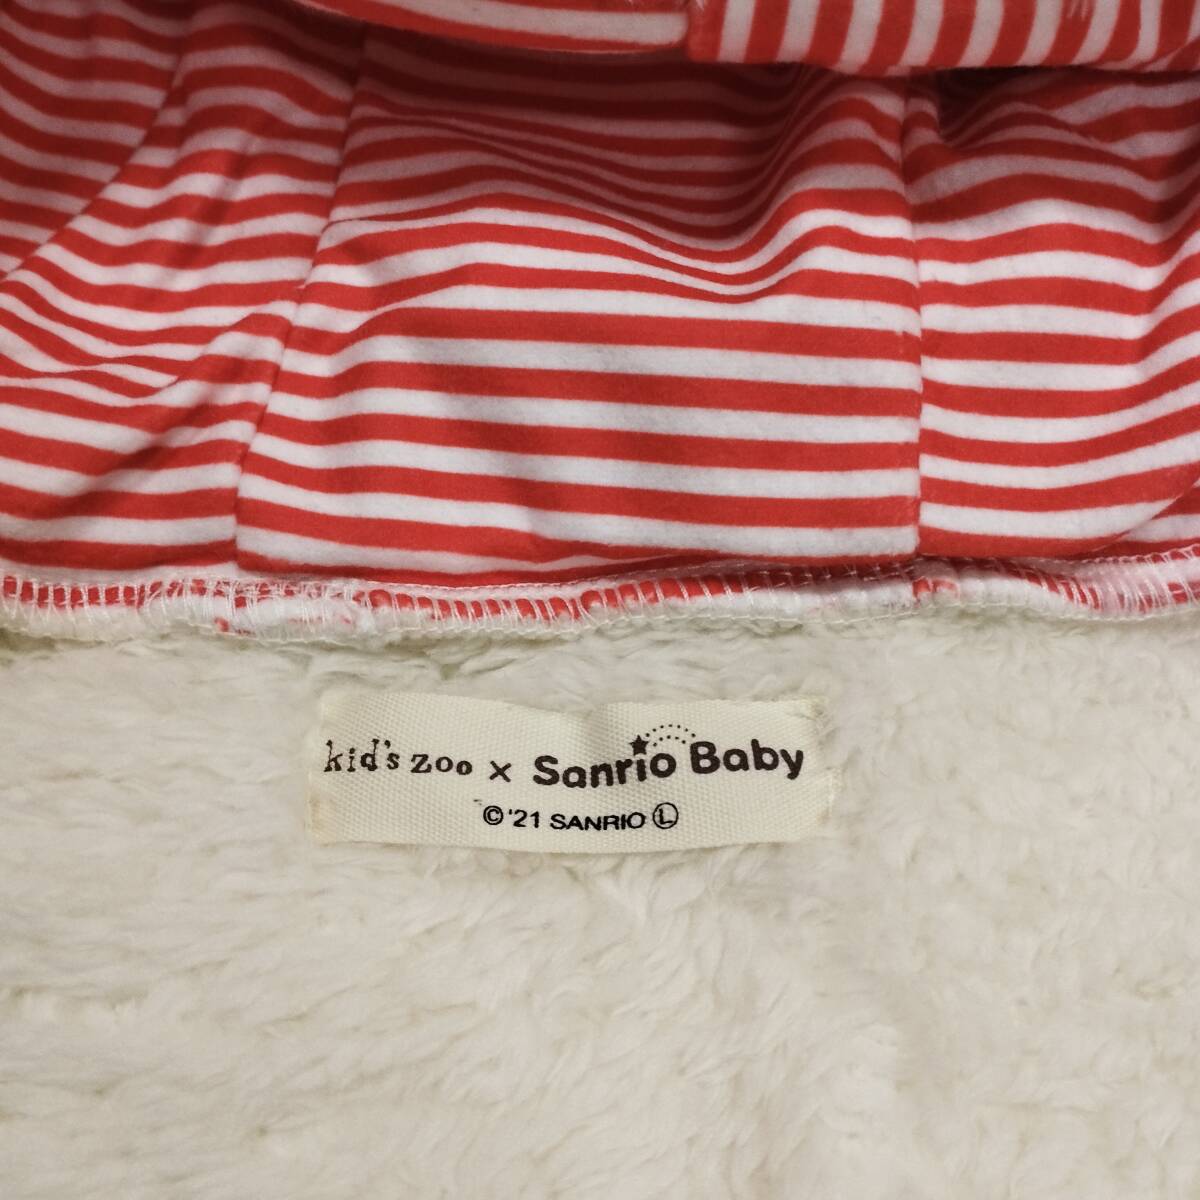 kid's zoo × Sanrio Baby
©'21 SANRIO Ⓛ